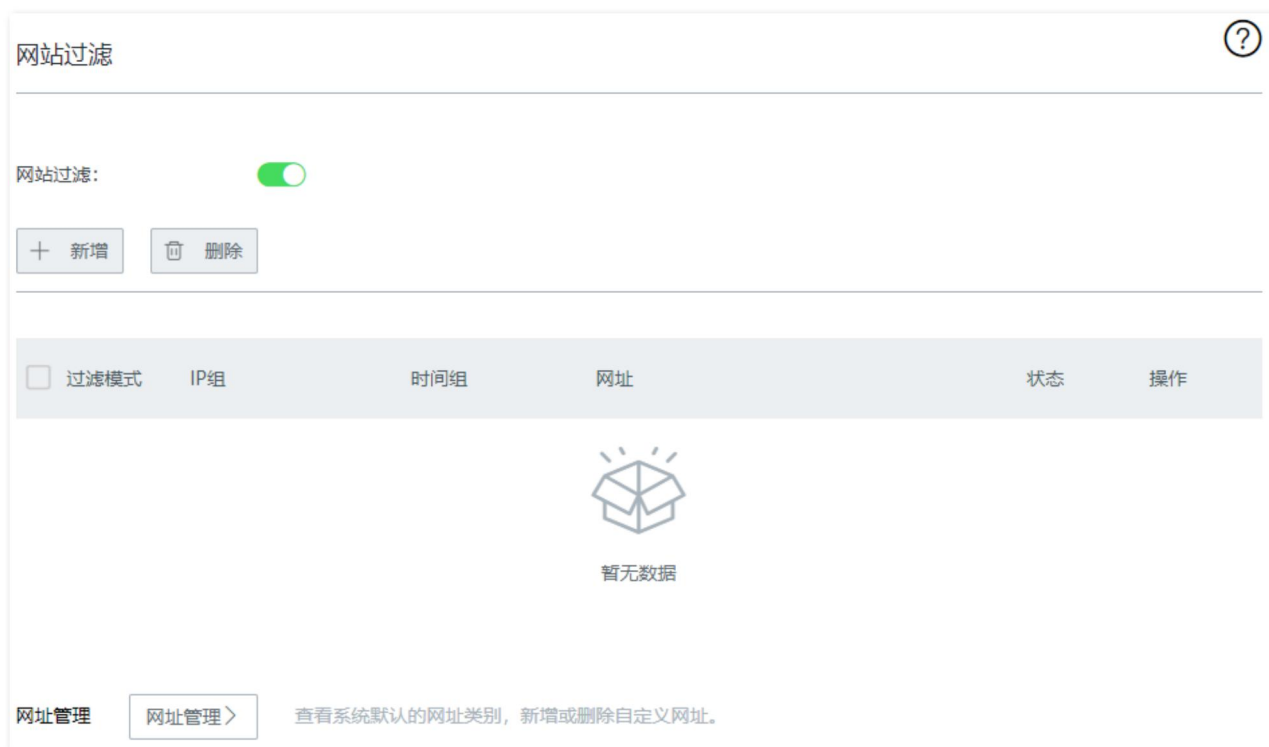 网站过滤
?
网站过滤：
新增 删除
过滤模式 IP组 时间组 网址 状态 操作
暂无数据
网址管理 网址管理> 查看系统默认的网址类别，新增或删除自定义网址。